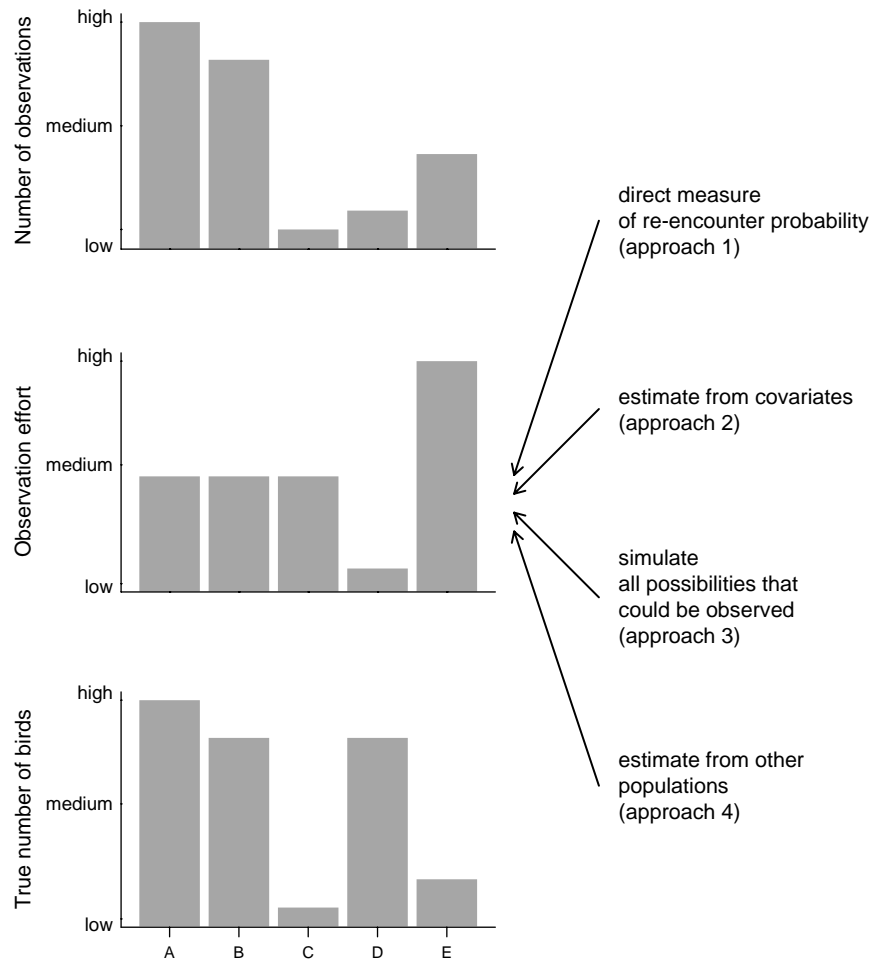 Number of observations
high
medium
low
direct measure
of re-encounter probability
(approach 1)
Observation effort
high
medium
low
estimate from covariates
(approach 2)
simulate
all possibilities that
could be observed
(approach 3)
True number of birds
high
medium
low
estimate from other
populations
(approach 4)
A B C D E